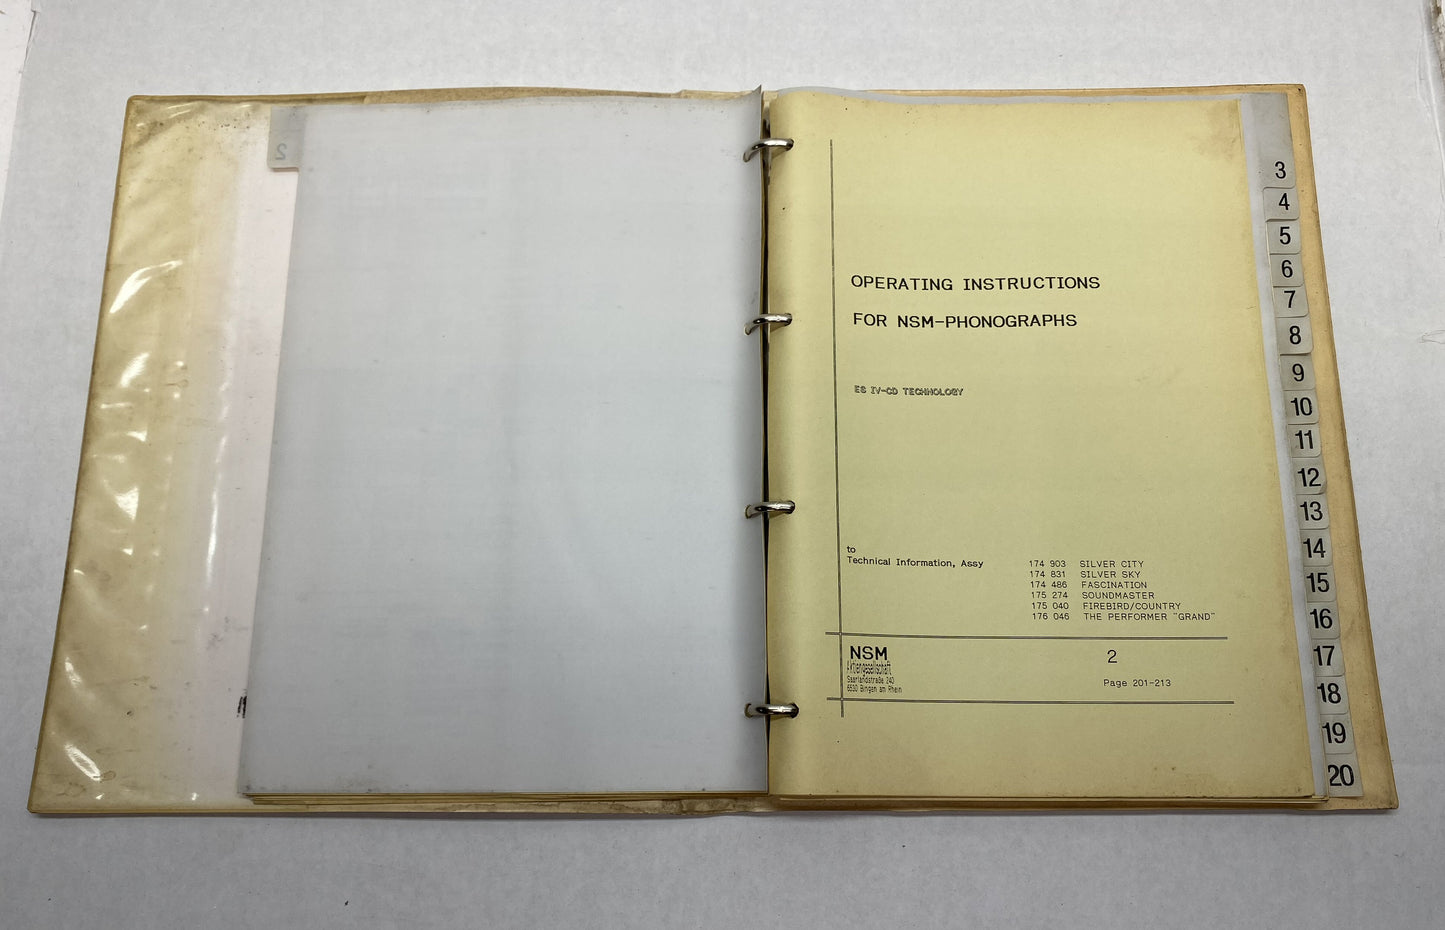 2
OPERATING INSTRUCTIONS
FOR NSM-PHONOGRAPHS
ES IV-CD TECHNOLOGY
to
Technical Information, Assy
174 903 SILVER CITY
174 831 SILVER SKY
174 486 FASCINATION
175 274 SOUNDMASTER
175 040 FIREBIRD/COUNTRY
176 046 THE PERFORMER "GRAND"
NSM
Aktiengesellschaft
Saarlandstraße 240
6530 Bingen am Rhein
2
Page 201-213
3
4
5
6
7
8
9
10
11
12
13
14
15
16
17
18
19
20